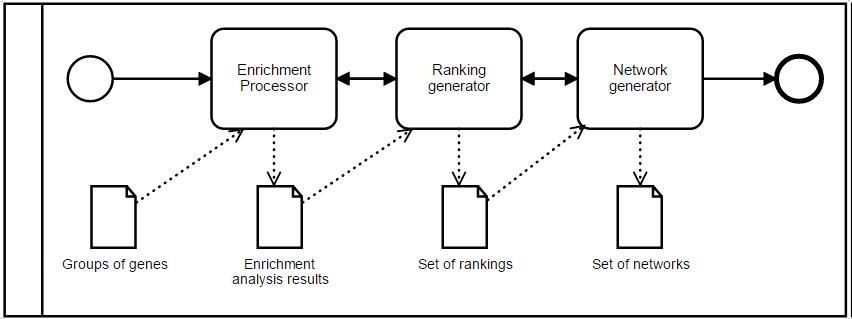 Enrichment
Processor
Ranking
generator
Network
generator
Groups of genes
Enrichment
analysis results
Set of rankings
Set of networks